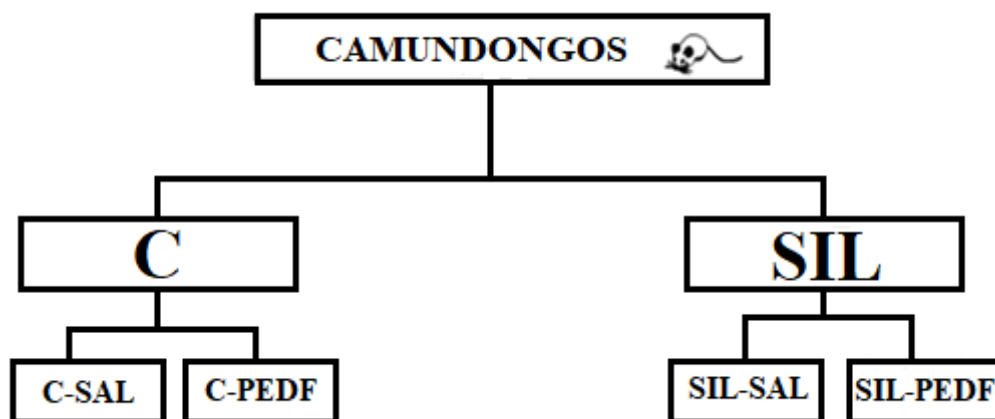 CAMUNDONGOS
C
SIL
C-SAL
C-PEDF
SIL-SAL
SIL-PEDF